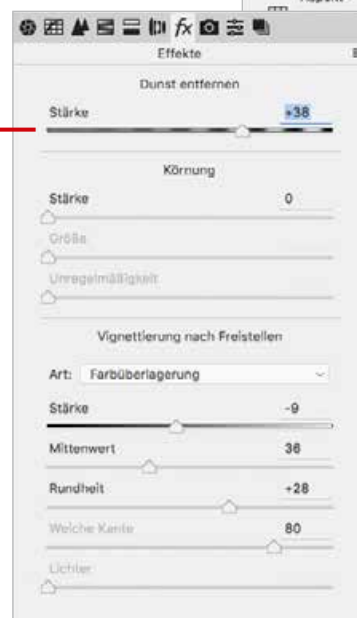 fx
Effekte
Dunst entfernen
Stärke +38
Körnung
Stärke 0
Größe
Unregelmäßigkeit
Vignettierung nach Freistellen
Art: Farbüberlagerung
Stärke -9
Mittenwert 36
Rundheit +28
Weiche Kante 80
Lichter